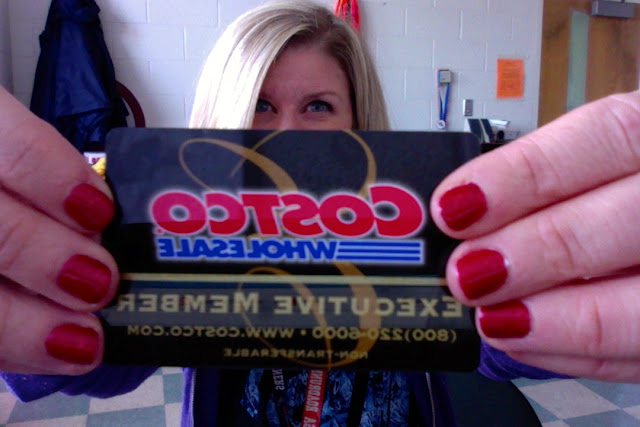 COSTCO
WHOLESALE
EXECUTIVE MEMBER
(800)220-6000 • WWW.COSTCO.COM
NON-TRANSFERABLE